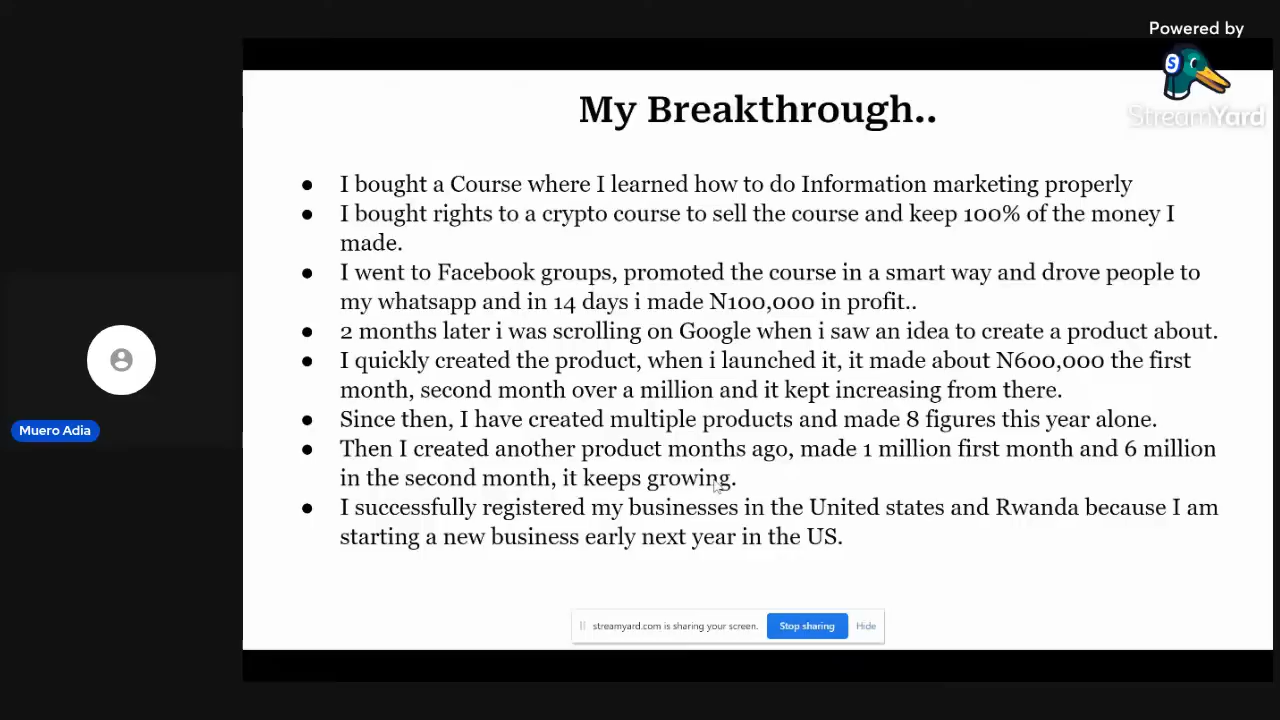 Powered by
StreamYard
My Breakthrough..
● I bought a Course where I learned how to do Information marketing properly
● I bought rights to a crypto course to sell the course and keep 100% of the money I
made.
● I went to Facebook groups, promoted the course in a smart way and drove people to
my whatsapp and in 14 days i made N100,000 in profit..
● 2 months later i was scrolling on Google when i saw an idea to create a product about.
● I quickly created the product, when i launched it, it made about N600,000 the first
month, second month over a million and it kept increasing from there.
● Since then, I have created multiple products and made 8 figures this year alone.
● Then I created another product months ago, made 1 million first month and 6 million
in the second month, it keeps growing.
● I successfully registered my businesses in the United states and Rwanda because I am
starting a new business early next year in the US.
Muero Adia
streamyard.com is sharing your screen. Stop sharing Hide